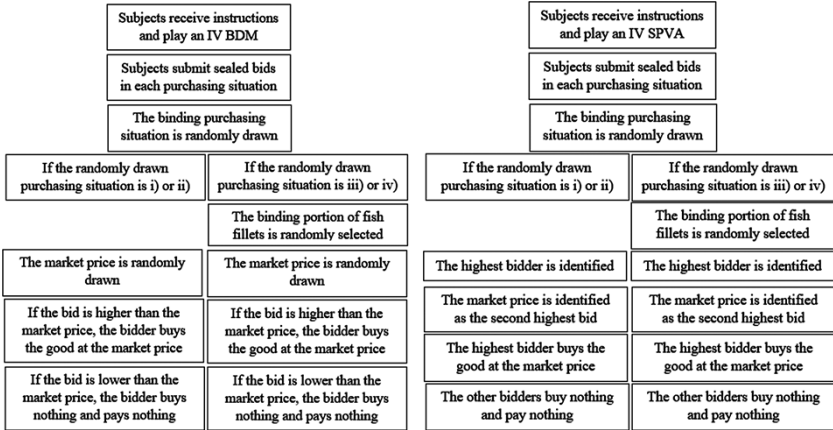 Subjects receive instructions
and play an IV BDM
Subjects submit sealed bids
in each purchasing situation
The binding purchasing
situation is randomly drawn
If the randomly drawn
purchasing situation is i) or ii)
If the randomly drawn
purchasing situation is iii) or iv)
The binding portion of fish
fillets is randomly selected
The market price is randomly
drawn
The market price is randomly
drawn
If the bid is higher than the
market price, the bidder buys
the good at the market price
If the bid is higher than the
market price, the bidder buys
the good at the market price
If the bid is lower than the
market price, the bidder buys
nothing and pays nothing
If the bid is lower than the
market price, the bidder buys
nothing and pays nothing
Subjects receive instructions
and play an IV SPVA
Subjects submit sealed bids
in each purchasing situation
The binding purchasing
situation is randomly drawn
If the randomly drawn
purchasing situation is i) or ii)
If the randomly drawn
purchasing situation is iii) or iv)
The binding portion of fish
fillets is randomly selected
The highest bidder is identified
The highest bidder is identified
The market price is identified
as the second highest bid
The market price is identified
as the second highest bid
The highest bidder buys the
good at the market price
The highest bidder buys the
good at the market price
The other bidders buy nothing
and pay nothing
The other bidders buy nothing
and pay nothing